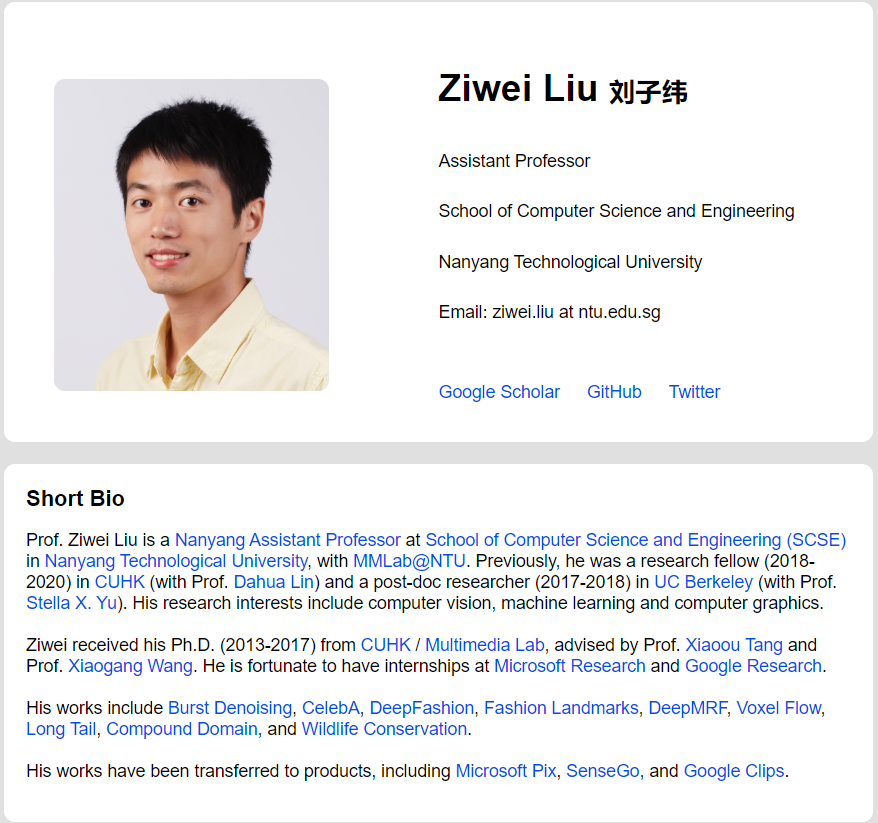 Ziwei Liu 刘子纬
Assistant Professor
School of Computer Science and Engineering
Nanyang Technological University
Email: ziwei.liu at ntu.edu.sg
Google Scholar GitHub Twitter
Short Bio
Prof. Ziwei Liu is a Nanyang Assistant Professor at School of Computer Science and Engineering (SCSE)
in Nanyang Technological University, with MMLab@NTU. Previously, he was a research fellow (2018-
2020) in CUHK (with Prof. Dahua Lin) and a post-doc researcher (2017-2018) in UC Berkeley (with Prof.
Stella X. Yu). His research interests include computer vision, machine learning and computer graphics.
Ziwei received his Ph.D. (2013-2017) from CUHK / Multimedia Lab, advised by Prof. Xiaoou Tang and
Prof. Xiaogang Wang. He is fortunate to have internships at Microsoft Research and Google Research.
His works include Burst Denoising, CelebA, DeepFashion, Fashion Landmarks, DeepMRF, Voxel Flow,
Long Tail, Compound Domain, and Wildlife Conservation.
His works have been transferred to products, including Microsoft Pix, SenseGo, and Google Clips.